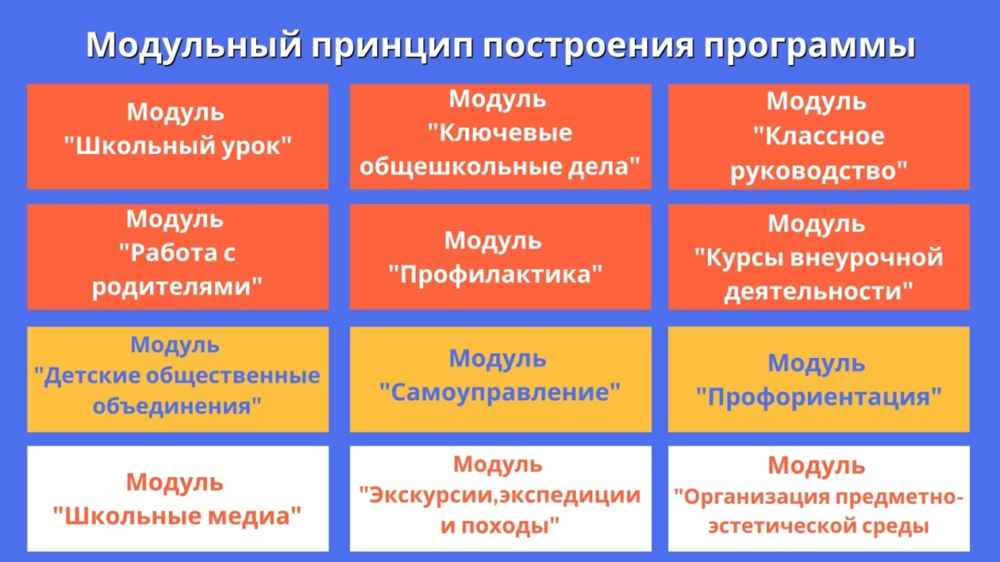 Модульный принцип построения программы
Модуль
"Школьный урок"
Модуль
"Ключевые
общешкольные дела"
Модуль
"Классное
руководство"
Модуль
"Работа с
родителями"
Модуль
"Профилактика"
Модуль
"Курсы внеурочной
деятельности"
Модуль
"Детские общественные
объединения"
Модуль
"Самоуправление"
Модуль
"Профориентация"
Модуль
"Школьные медиа"
Модуль
"Экскурсии,экспедиции
и походы"
Модуль
"Организация предметно-
эстетической среды